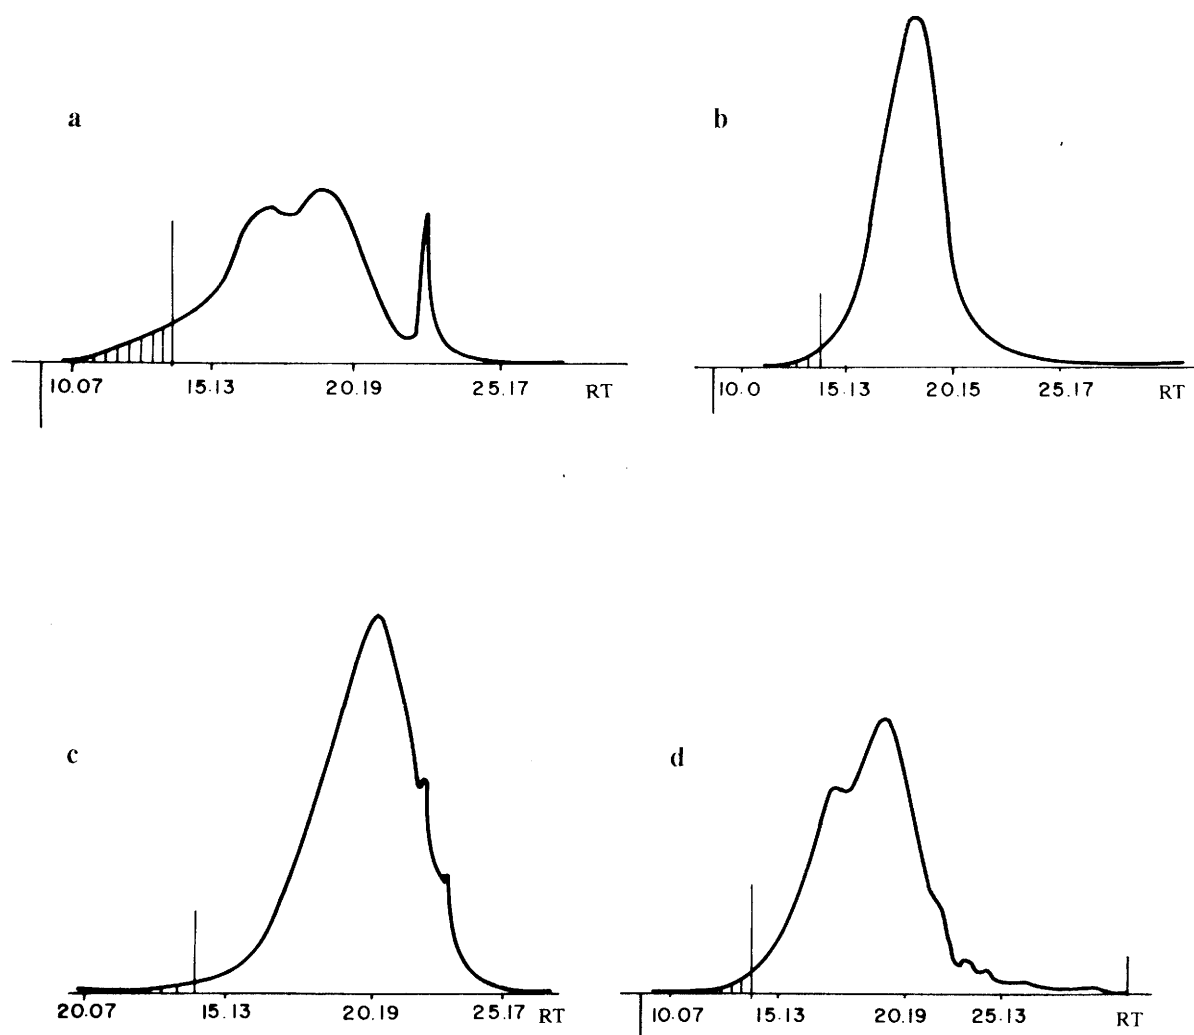 a
b
10.07 15.13 20.19 25.17 RT
10.0 15.13 20.15 25.17 RT
c
d
20.07 15.13 20.19 25.17 RT
10.07 15.13 20.19 25.13 RT